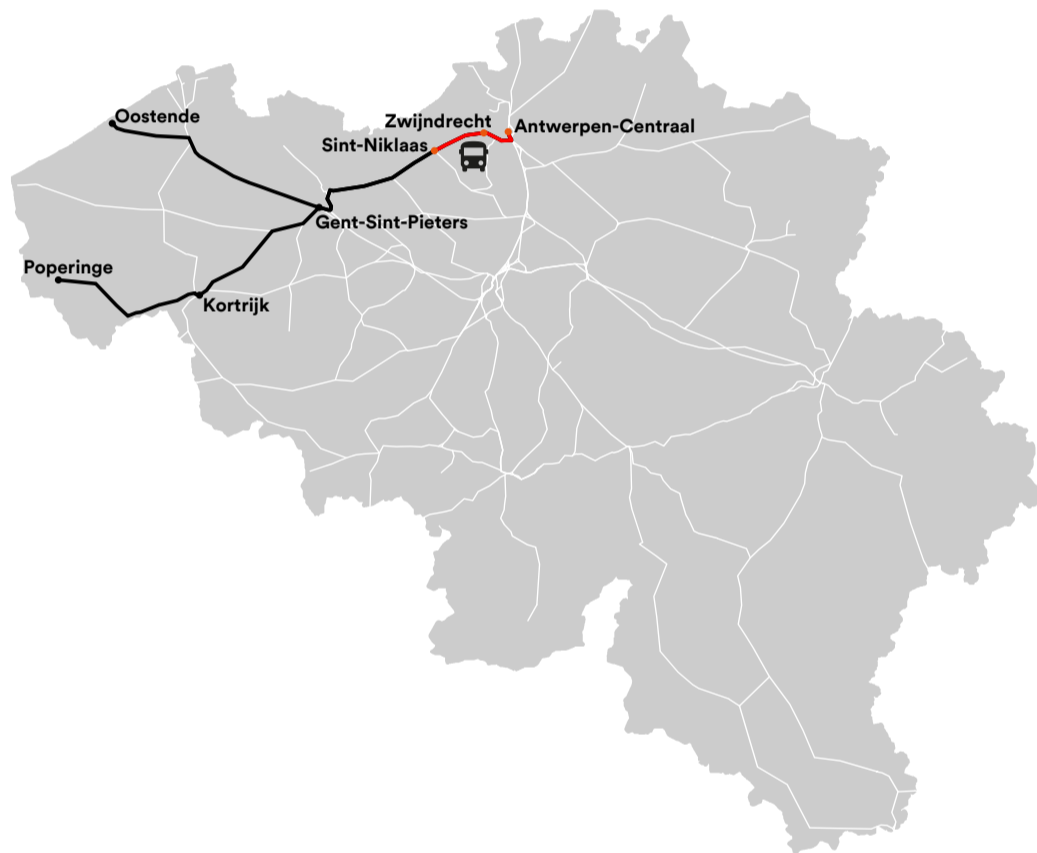 Oostende
Zwijndrecht
Antwerpen-Centraal
Sint-Niklaas
Gent-Sint-Pieters
Poperinge
Kortrijk